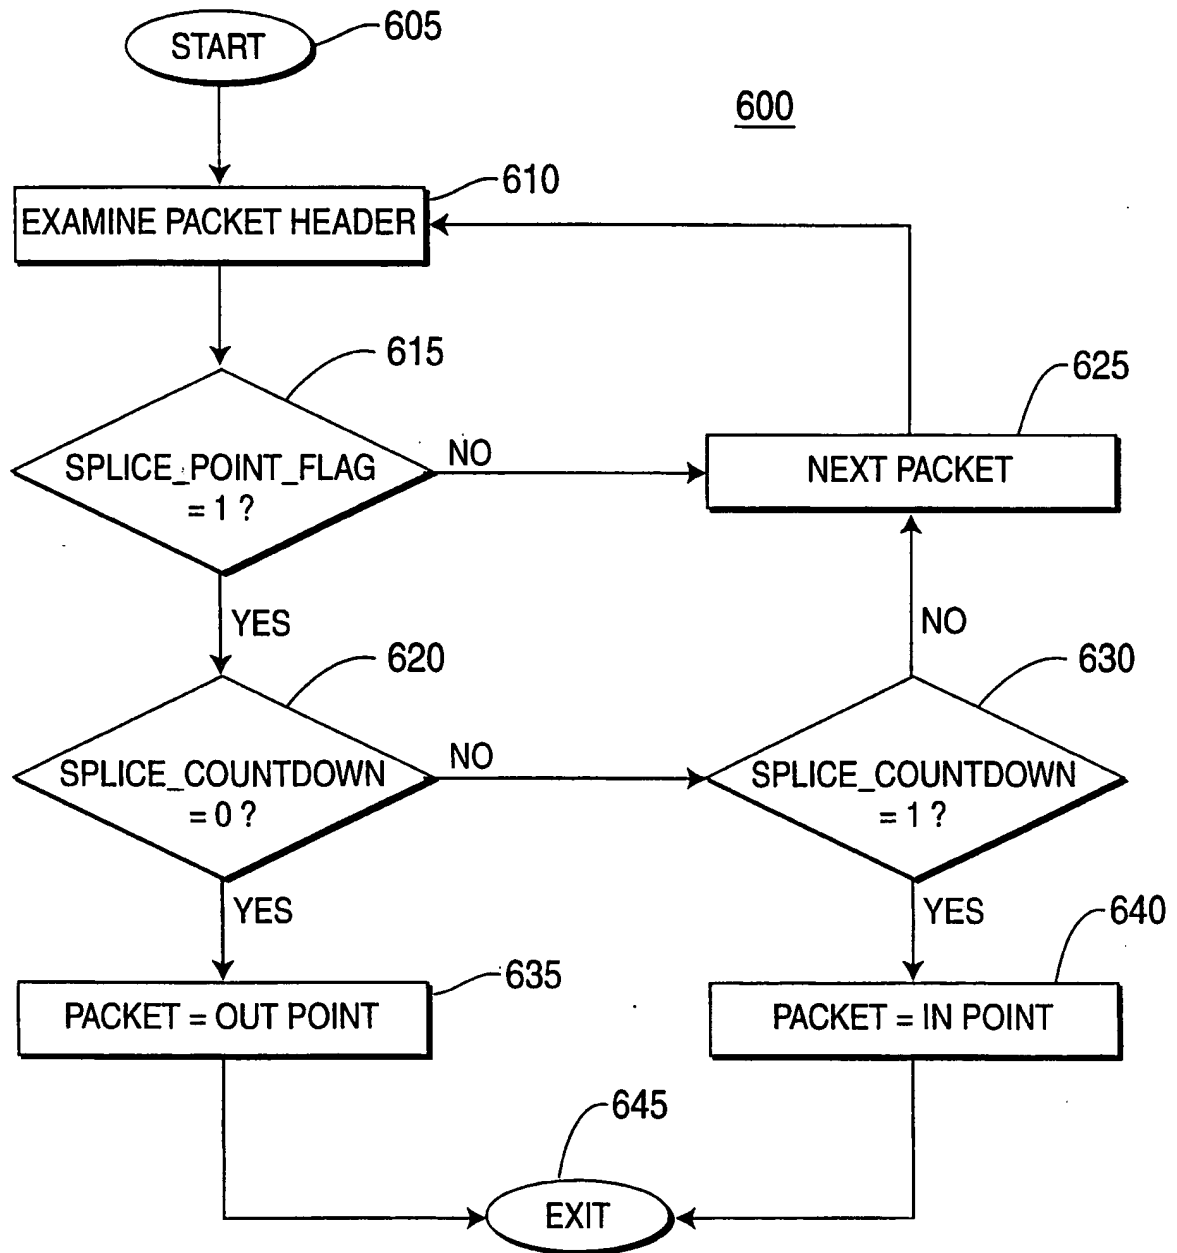 START
605
600
EXAMINE PACKET HEADER
610
615
SPLICE_POINT_FLAG
= 1 ?
NO
625
NEXT PACKET
YES
NO
620
SPLICE_COUNTDOWN
= 0 ?
NO
630
SPLICE_COUNTDOWN
= 1 ?
YES
YES
635
PACKET = OUT POINT
640
PACKET = IN POINT
645
EXIT